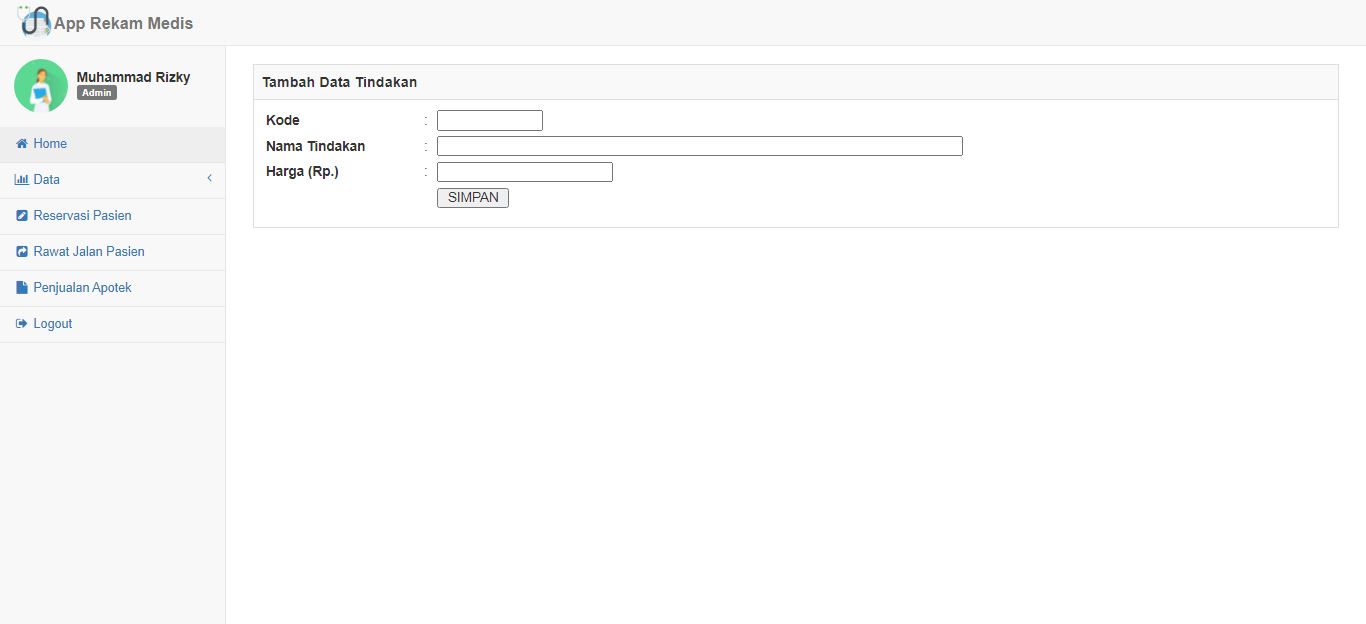 App Rekam Medis
Muhammad Rizky
Admin
Home
Data
Reservasi Pasien
Rawat Jalan Pasien
Penjualan Apotek
Logout
Tambah Data Tindakan
Kode :
Nama Tindakan :
Harga (Rp.) :
SIMPAN